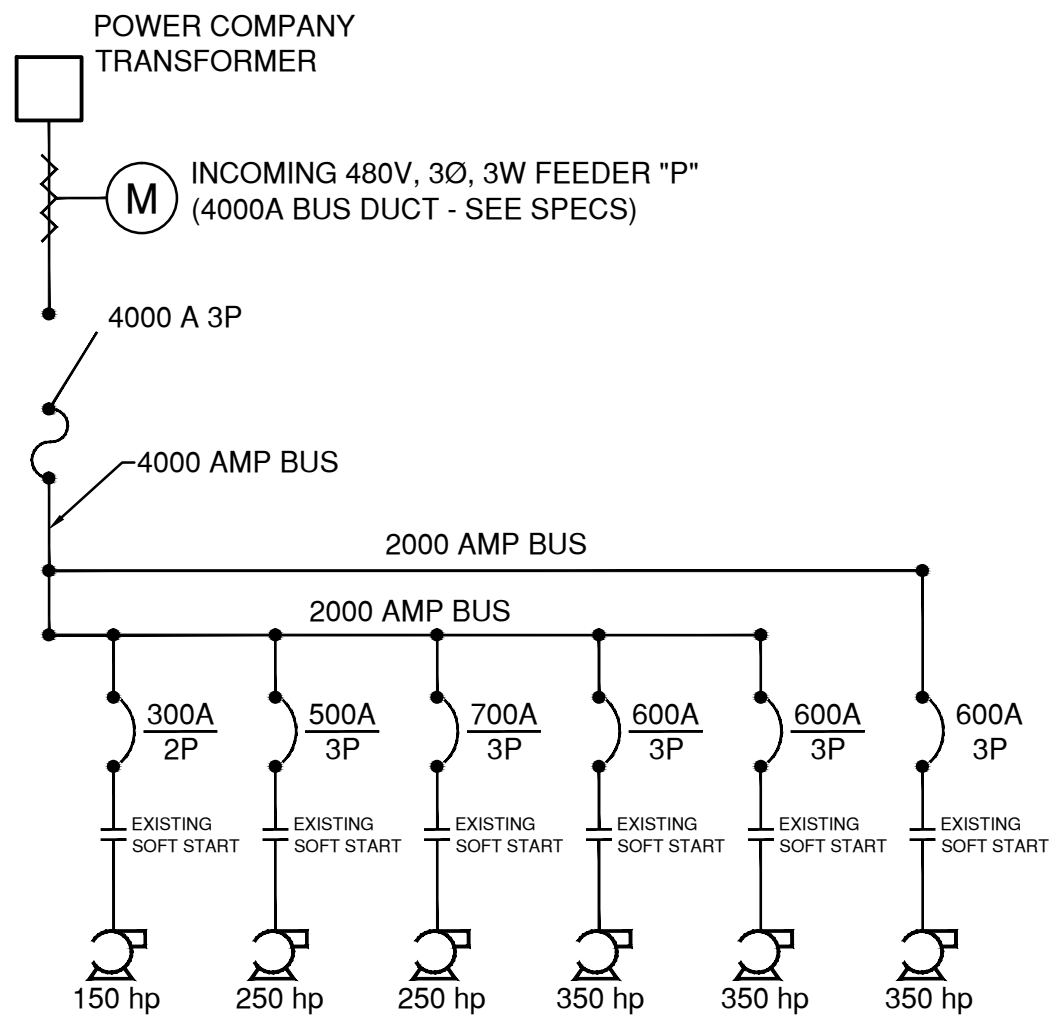 POWER COMPANY
TRANSFORMER
M
INCOMING 480V, 3Ø, 3W FEEDER "P"
(4000A BUS DUCT - SEE SPECS)
4000 A 3P
4000 AMP BUS
2000 AMP BUS
2000 AMP BUS
300A
2P
500A
3P
700A
3P
600A
3P
600A
3P
600A
3P
EXISTING
SOFT START
EXISTING
SOFT START
EXISTING
SOFT START
EXISTING
SOFT START
EXISTING
SOFT START
EXISTING
SOFT START
150 hp
250 hp
250 hp
350 hp
350 hp
350 hp